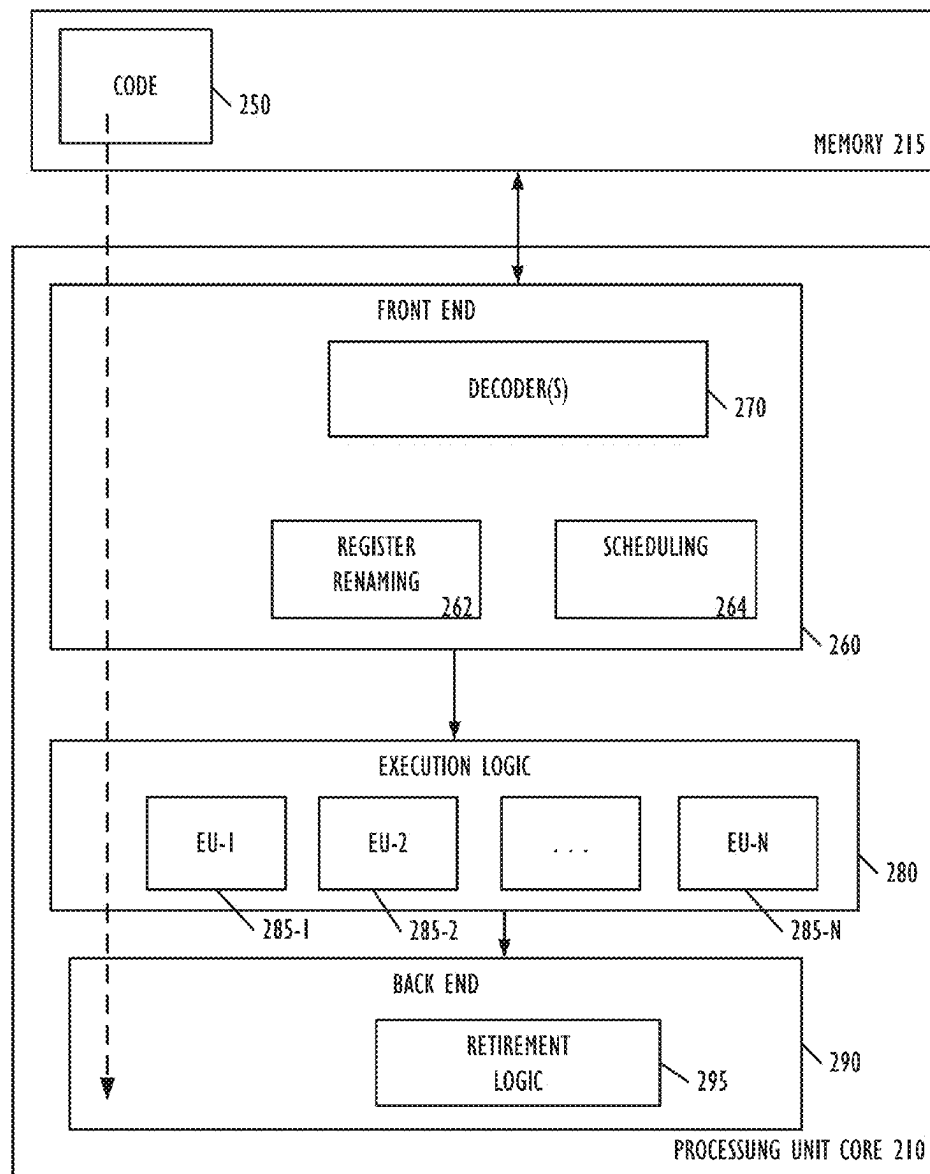 CODE
250
MEMORY 215
FRONT END
DECODER(S)
270
REGISTER
RENAMING
262
SCHEDULING
264
260
EXECUTION LOGIC
EU-1
EU-2
...
EU-N
280
285-1
285-2
285-N
BACK END
RETIREMENT
LOGIC
295
290
PROCESSUNG UNIT CORE 210